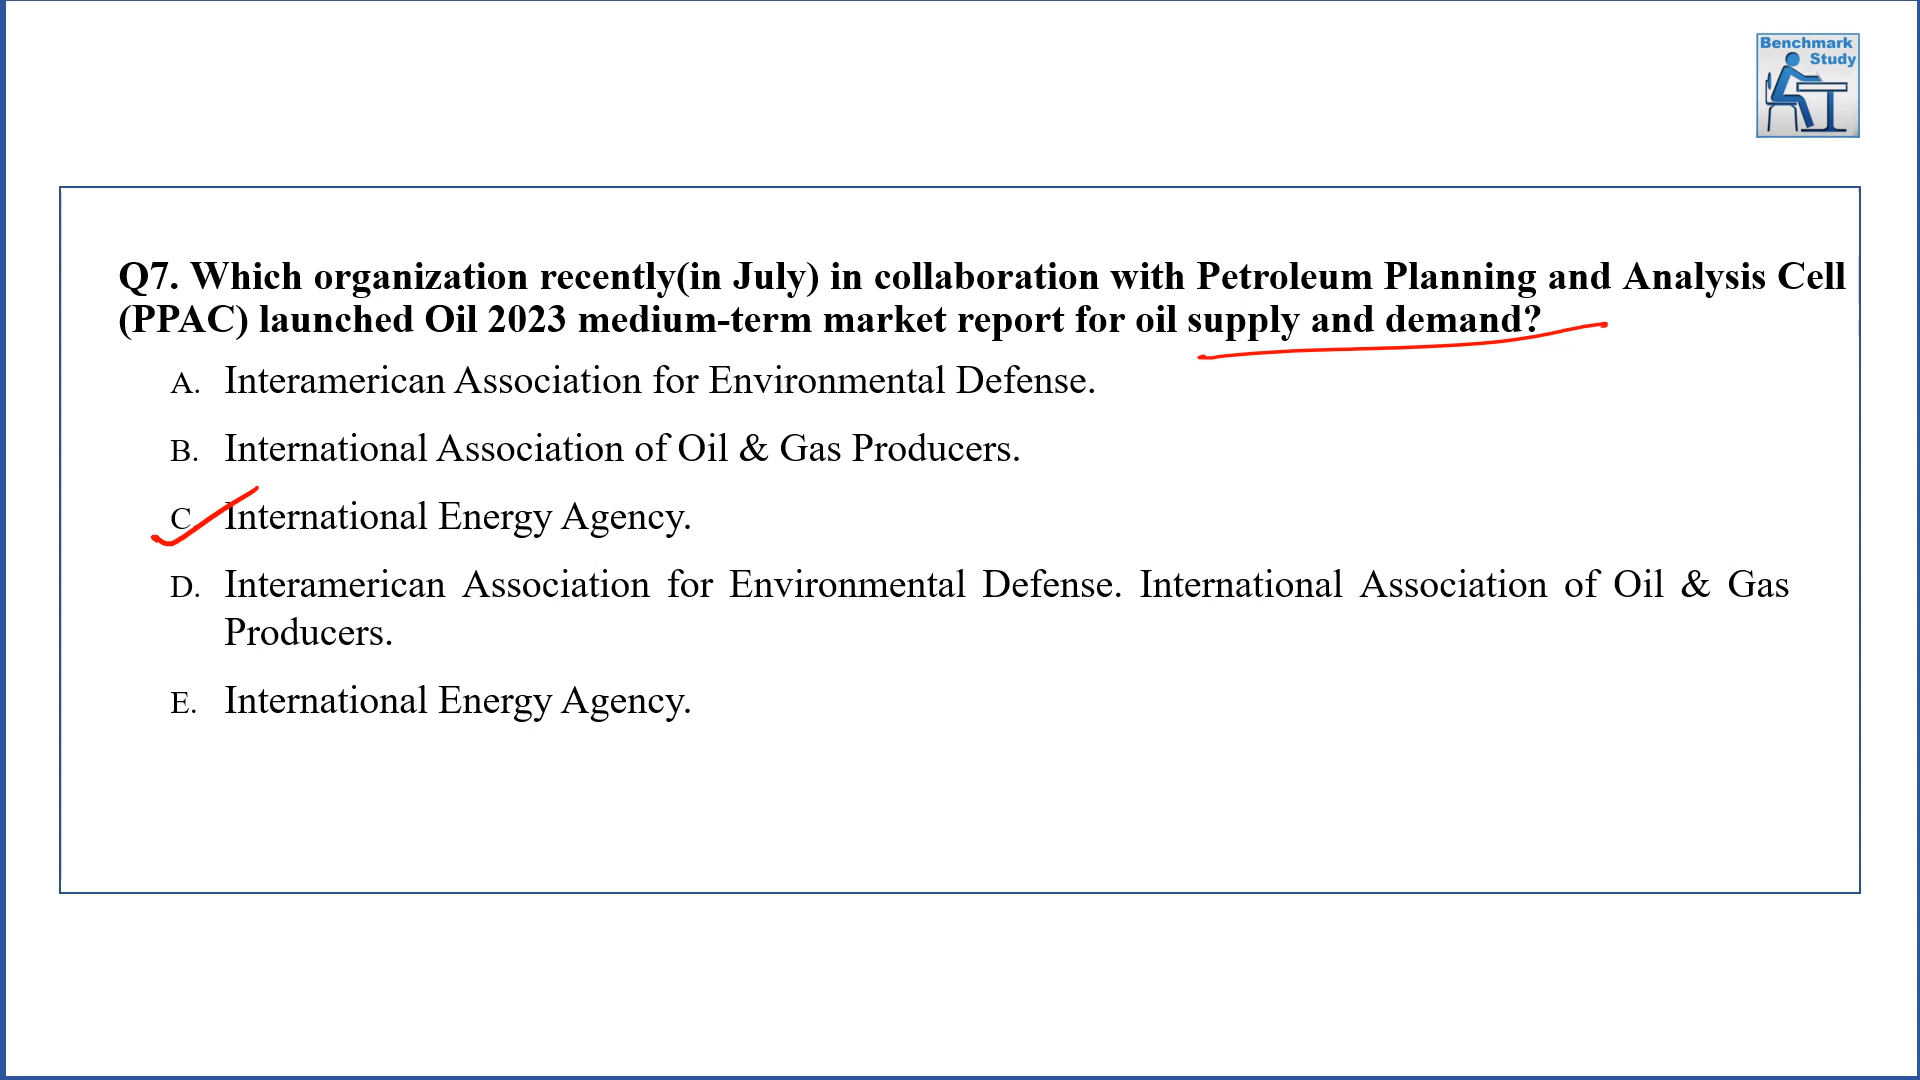 Benchmark
Study
Q7. Which organization recently(in July) in collaboration with Petroleum Planning and Analysis Cell
(PPAC) launched Oil 2023 medium-term market report for oil supply and demand?
A. Interamerican Association for Environmental Defense.
B. International Association of Oil & Gas Producers.
C. International Energy Agency.
D. Interamerican Association for Environmental Defense. International Association of Oil & Gas
Producers.
E. International Energy Agency.